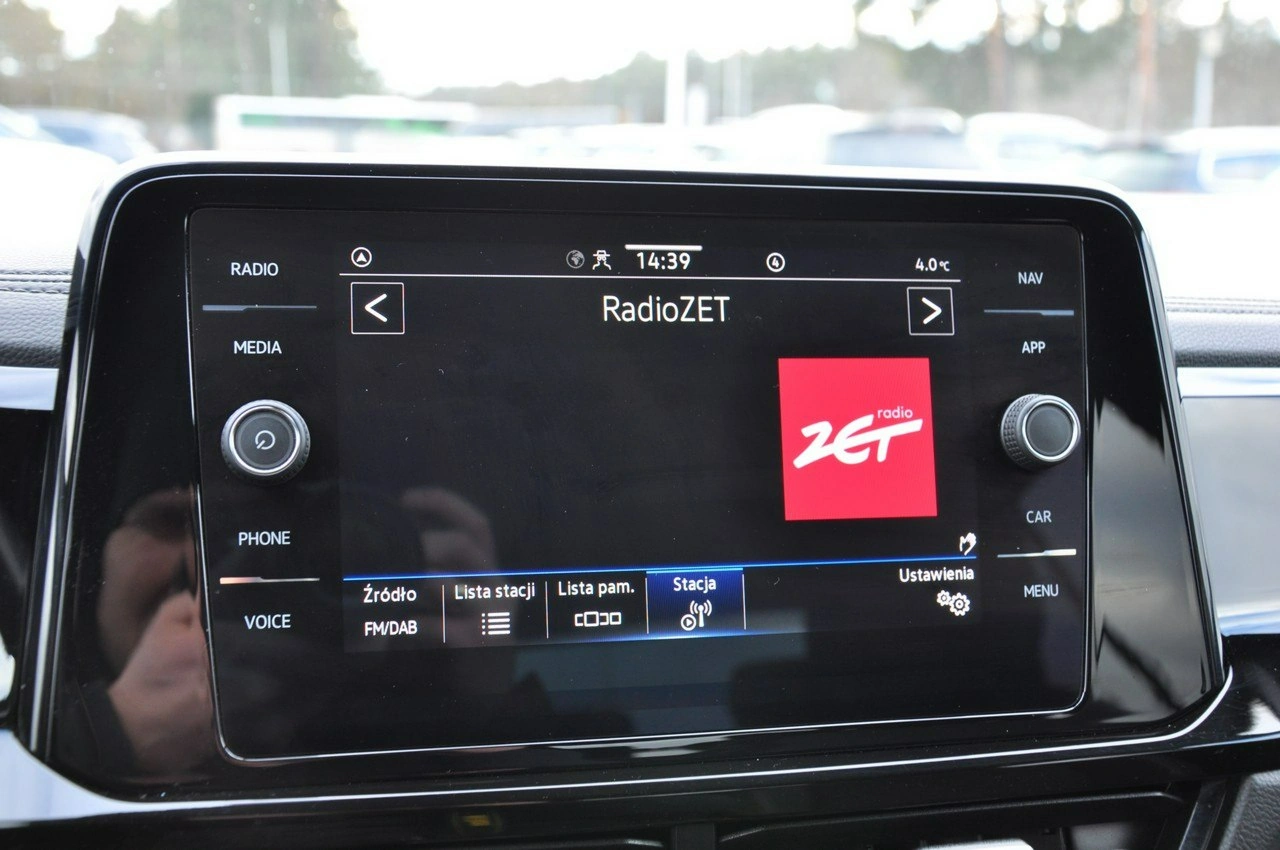 RADIO
MEDIA
PHONE
VOICE
14:39
4
4.0°C
RadioZET
radio
ZET
Źródło
FM/DAB
Lista stacji
Lista pam.
Stacja
Ustawienia
NAV
APP
CAR
MENU